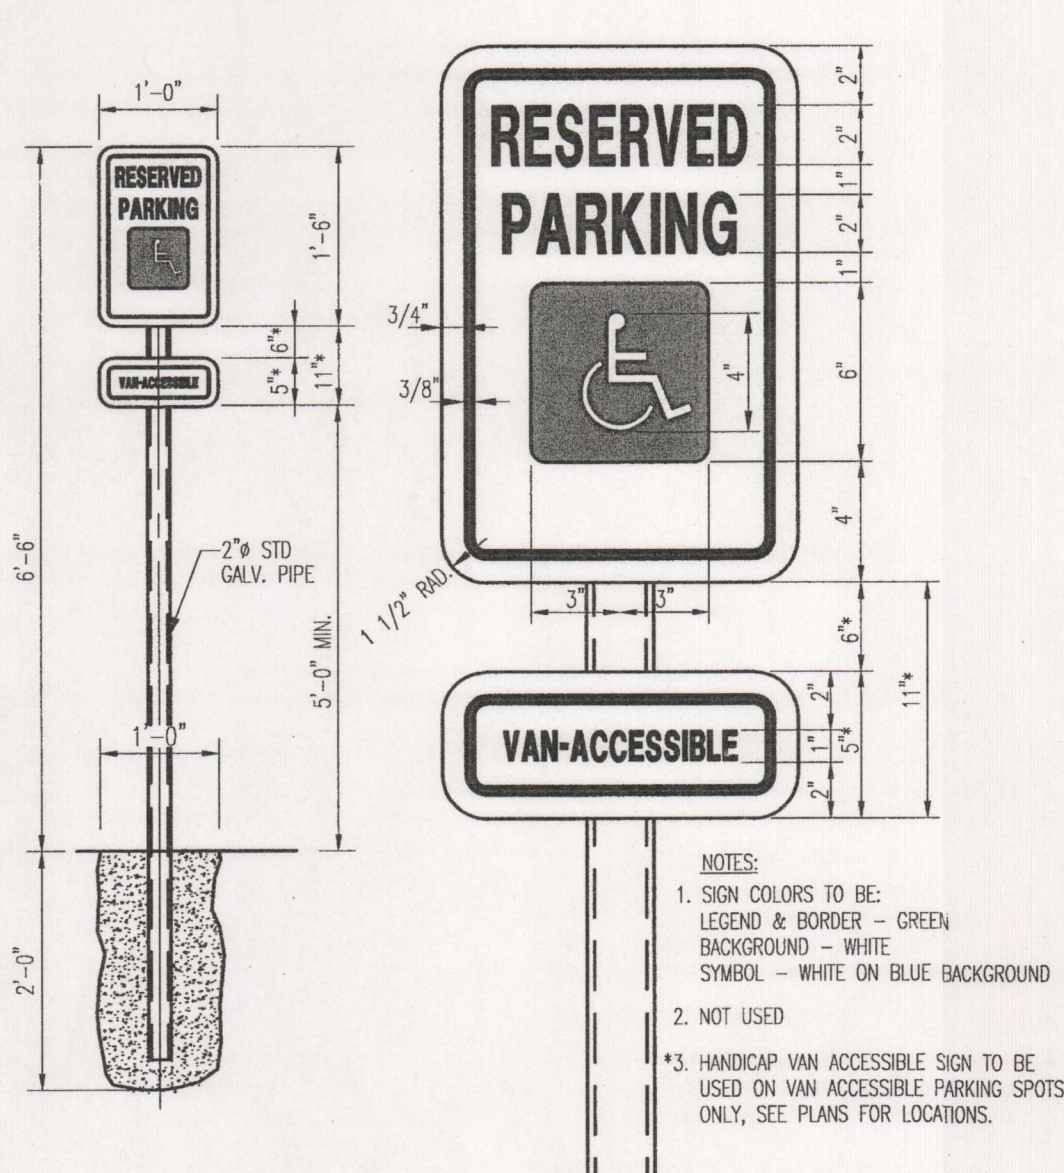 1'-0"
RESERVED
PARKING
1'-6"
6"*
5"*
11"*
VAN-ACCESSIBLE
6'-6"
2"ø STD
GALV. PIPE
5'-0" MIN.
1'-0"
2'-0"
RESERVED
PARKING
2"
2"
1"
2"
1"
6"
4"
4"
3/4"
3/8"
1 1/2" RAD.
3"
3"
6"*
11"*
VAN-ACCESSIBLE
2"
1"
2"
5"*
NOTES:
1. SIGN COLORS TO BE:
LEGEND & BORDER - GREEN
BACKGROUND - WHITE
SYMBOL - WHITE ON BLUE BACKGROUND
2. NOT USED
*3. HANDICAP VAN ACCESSIBLE SIGN TO BE
USED ON VAN ACCESSIBLE PARKING SPOTS
ONLY, SEE PLANS FOR LOCATIONS.